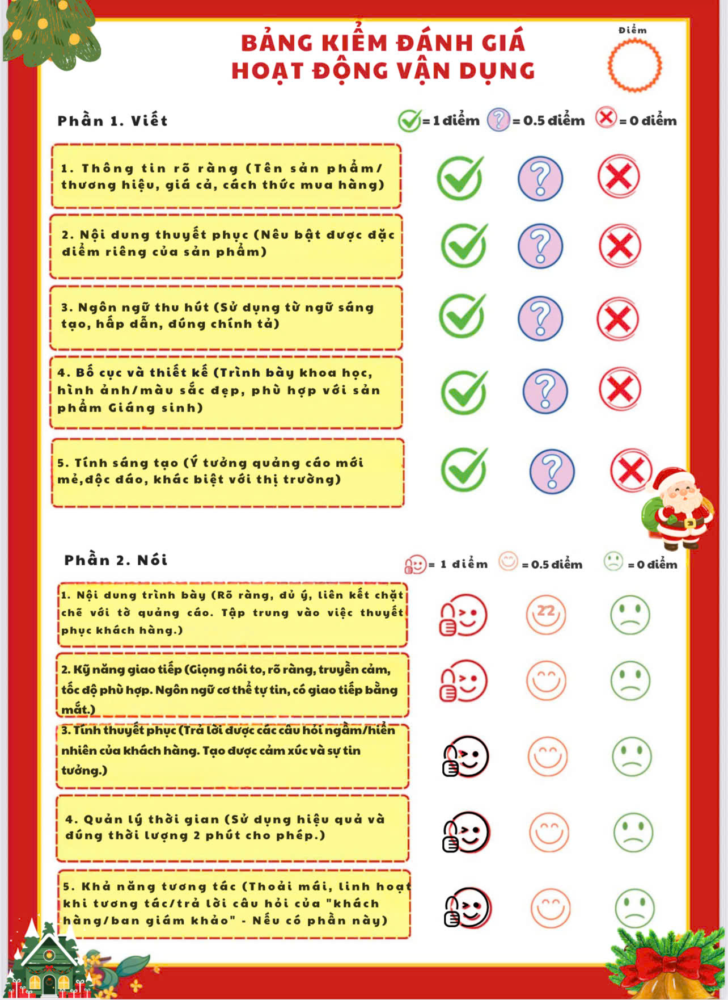 Điểm
BẢNG KIỂM ĐÁNH GIÁ
HOẠT ĐỘNG VẬN DỤNG
Phần 1. Viết
= 1 điểm = 0.5 điểm = 0 điểm
1. Thông tin rõ ràng (Tên sản phẩm/
thương hiệu, giá cả, cách thức mua hàng)
2. Nội dung thuyết phục (Nêu bật được đặc
điểm riêng của sản phẩm)
3. Ngôn ngữ thu hút (Sử dụng từ ngữ sáng
tạo, hấp dẫn, đúng chính tả)
4. Bố cục và thiết kế (Trình bày khoa học,
hình ảnh/màu sắc đẹp, phù hợp với sản
phẩm Giáng sinh)
5. Tính sáng tạo (Ý tưởng quảng cáo mới
mẻ,độc đáo, khác biệt với thị trường)
Phần 2. Nói
= 1 điểm = 0.5 điểm = 0 điểm
1. Nội dung trình bày (Rõ ràng, đủ ý, liên kết chặt
chẽ với tờ quảng cáo. Tập trung vào việc thuyết
phục khách hàng.)
22
2. Kỹ năng giao tiếp (Giọng nói to, rõ ràng, truyền cảm,
tốc độ phù hợp. Ngôn ngữ cơ thể tự tin, có giao tiếp bằng
mắt.)
3. Tính thuyết phục (Trả lời được các câu hỏi ngầm/hiển
nhiên của khách hàng. Tạo được cảm xúc và sự tin
tưởng.)
4. Quản lý thời gian (Sử dụng hiệu quả và
đúng thời lượng 2 phút cho phép.)
5. Khả năng tương tác (Thoải mái, linh hoạt
khi tương tác/trả lời câu hỏi của "khách
hàng/ban giám khảo" - Nếu có phần này)